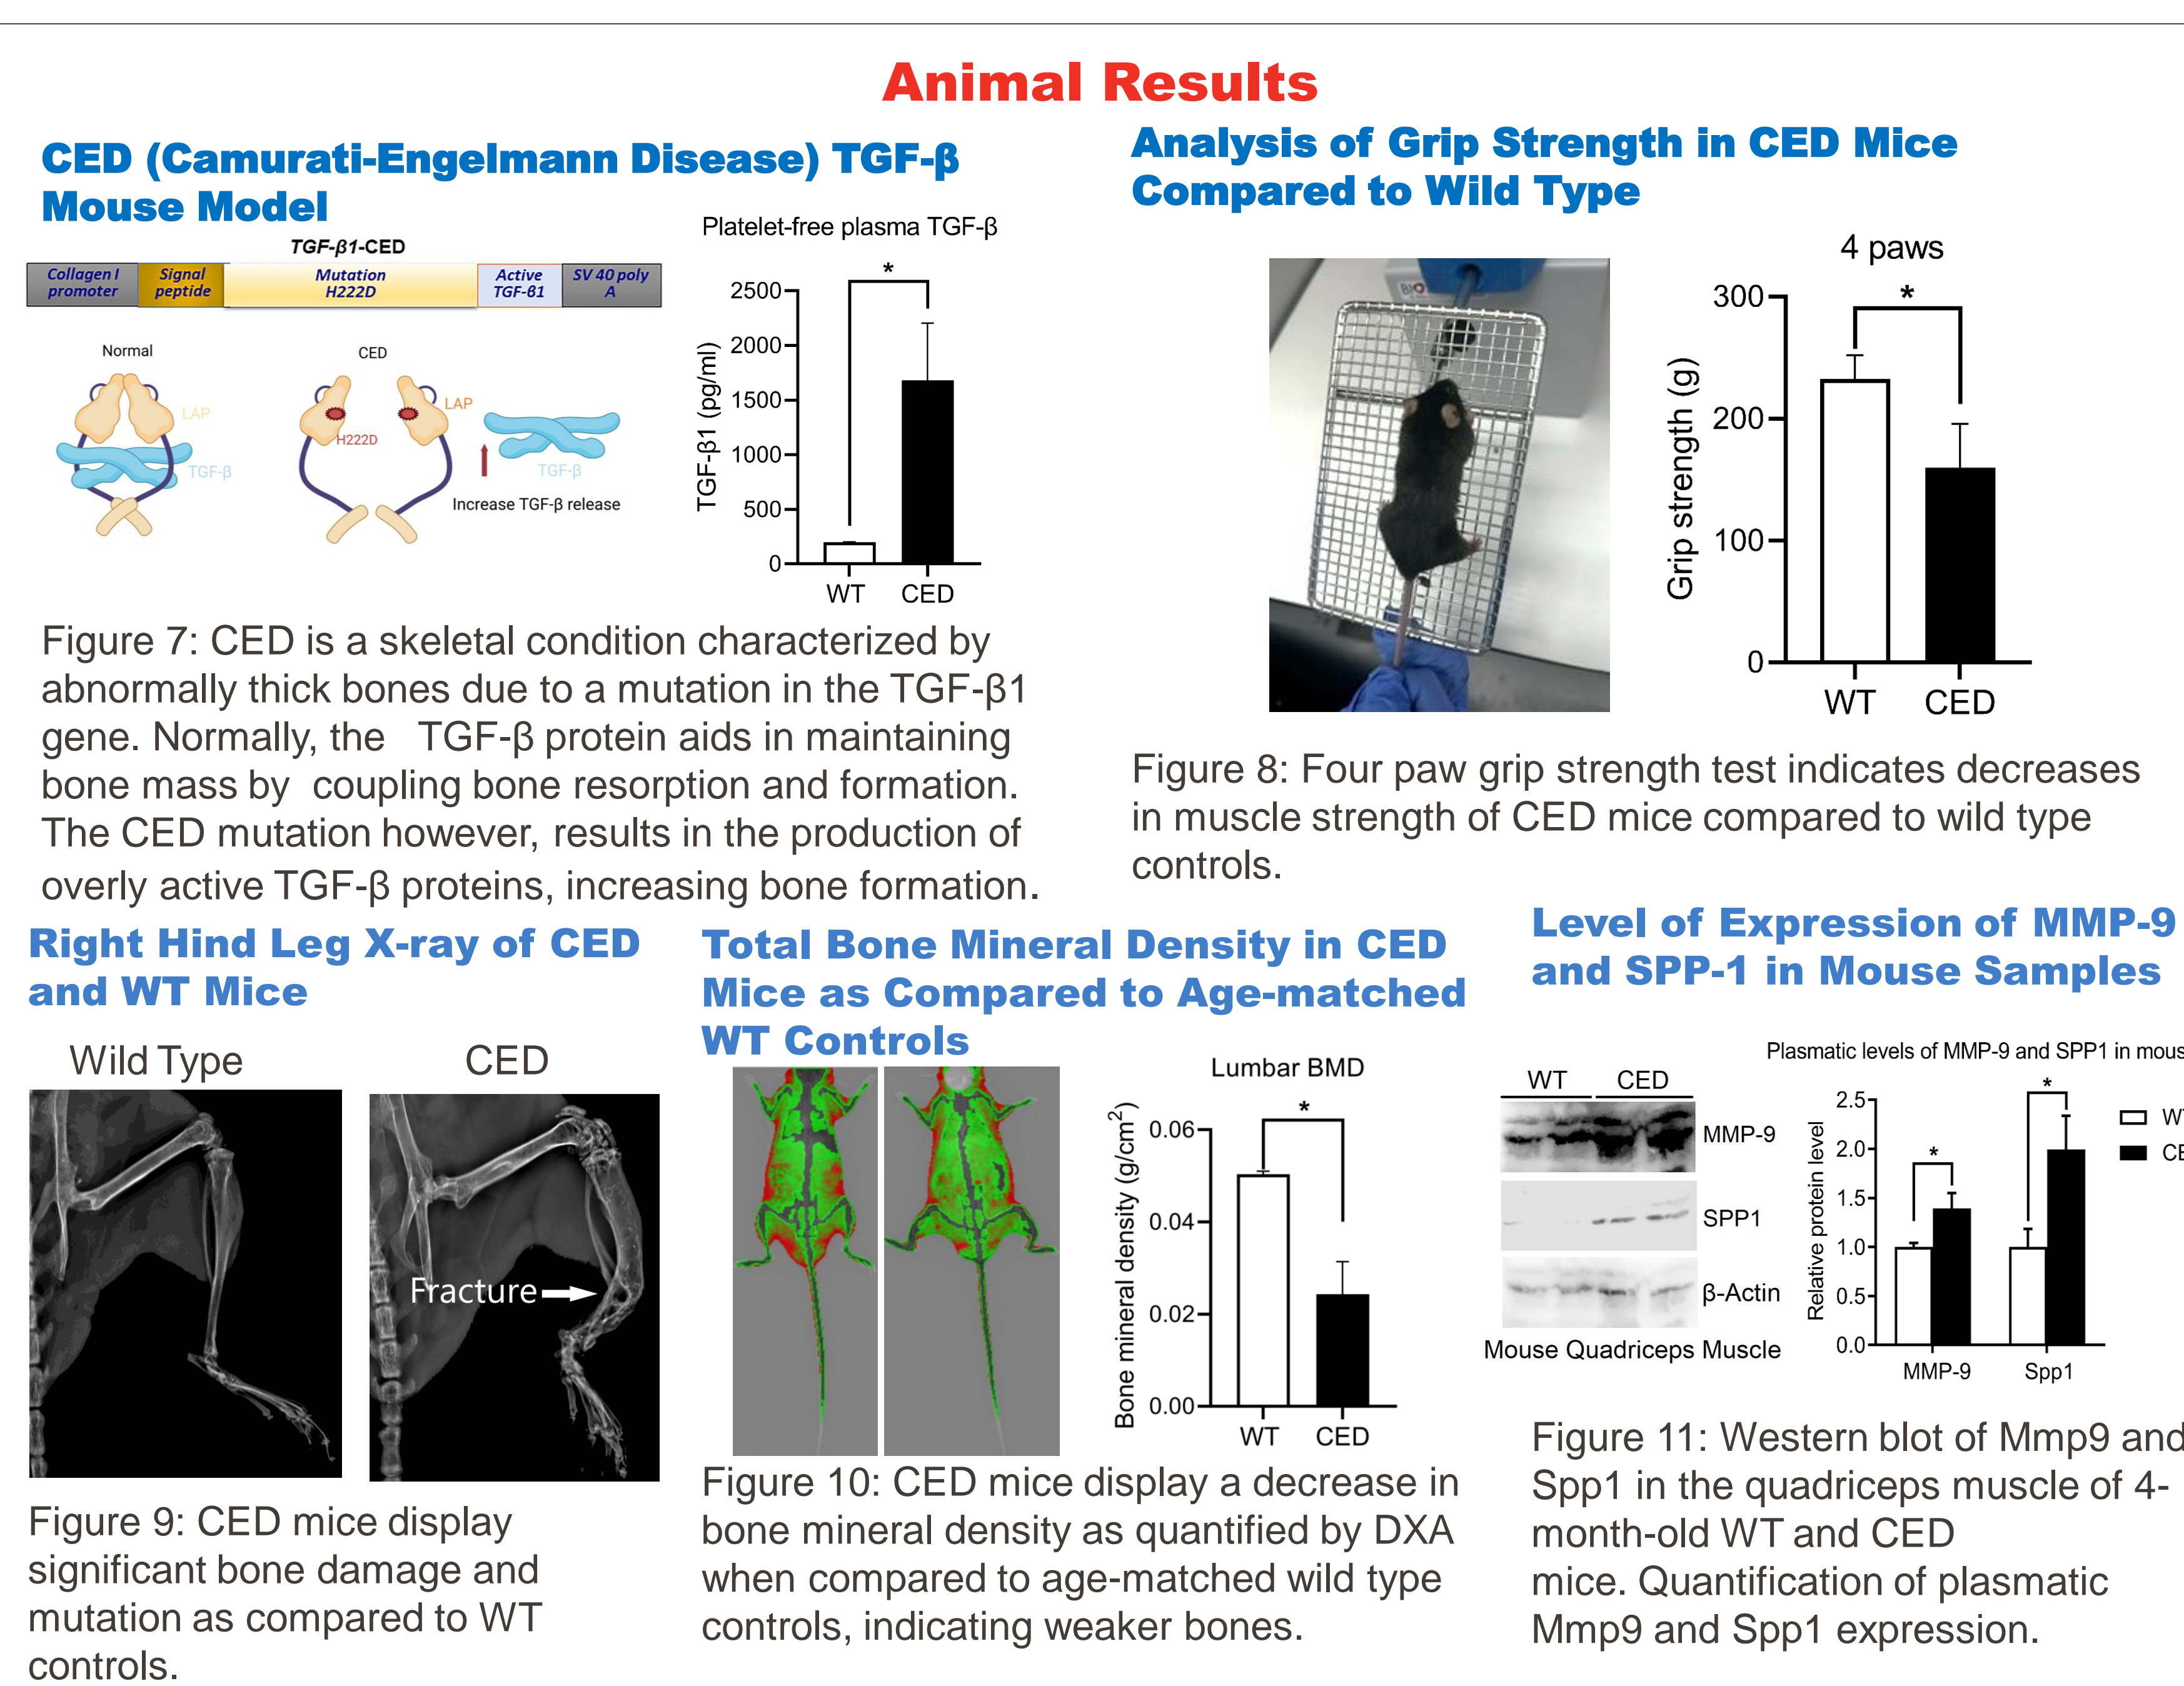 Animal Results
CED (Camurati-Engelmann Disease) TGF-β
Mouse Model
TGF-β1-CED
Collagen I
promoter
Signal
peptide
Mutation
H222D
Active
TGF-β1
SV 40 poly
A
Normal
LAP
TGF-β
CED
LAP
H222D
TGF-β
Increase TGF-β release
Platelet-free plasma TGF-β
*
TGF-β1 (pg/ml)
2500
2000
1500
1000
500
0
WT CED
Figure 7: CED is a skeletal condition characterized by
abnormally thick bones due to a mutation in the TGF-β1
gene. Normally, the TGF-β protein aids in maintaining
bone mass by coupling bone resorption and formation.
The CED mutation however, results in the production of
overly active TGF-β proteins, increasing bone formation.
Analysis of Grip Strength in CED Mice
Compared to Wild Type
4 paws
*
Grip strength (g)
300
200
100
0
WT CED
Figure 8: Four paw grip strength test indicates decreases
in muscle strength of CED mice compared to wild type
controls.
Right Hind Leg X-ray of CED
and WT Mice
Wild Type CED
Fracture
Figure 9: CED mice display
significant bone damage and
mutation as compared to WT
controls.
Total Bone Mineral Density in CED
Mice as Compared to Age-matched
WT Controls
Lumbar BMD
*
Bone mineral density (g/cm²)
0.06
0.04
0.02
0.00
WT CED
Figure 10: CED mice display a decrease in
bone mineral density as quantified by DXA
when compared to age-matched wild type
controls, indicating weaker bones.
Level of Expression of MMP-9
and SPP-1 in Mouse Samples
WT CED
MMP-9
SPP1
β-Actin
Mouse Quadriceps Muscle
Plasmatic levels of MMP-9 and SPP1 in mous
*
*
Relative protein level
2.5
2.0
1.5
1.0
0.5
0.0
MMP-9 Spp1
W
CE
Figure 11: Western blot of Mmp9 and
Spp1 in the quadriceps muscle of 4-
month-old WT and CED
mice. Quantification of plasmatic
Mmp9 and Spp1 expression.